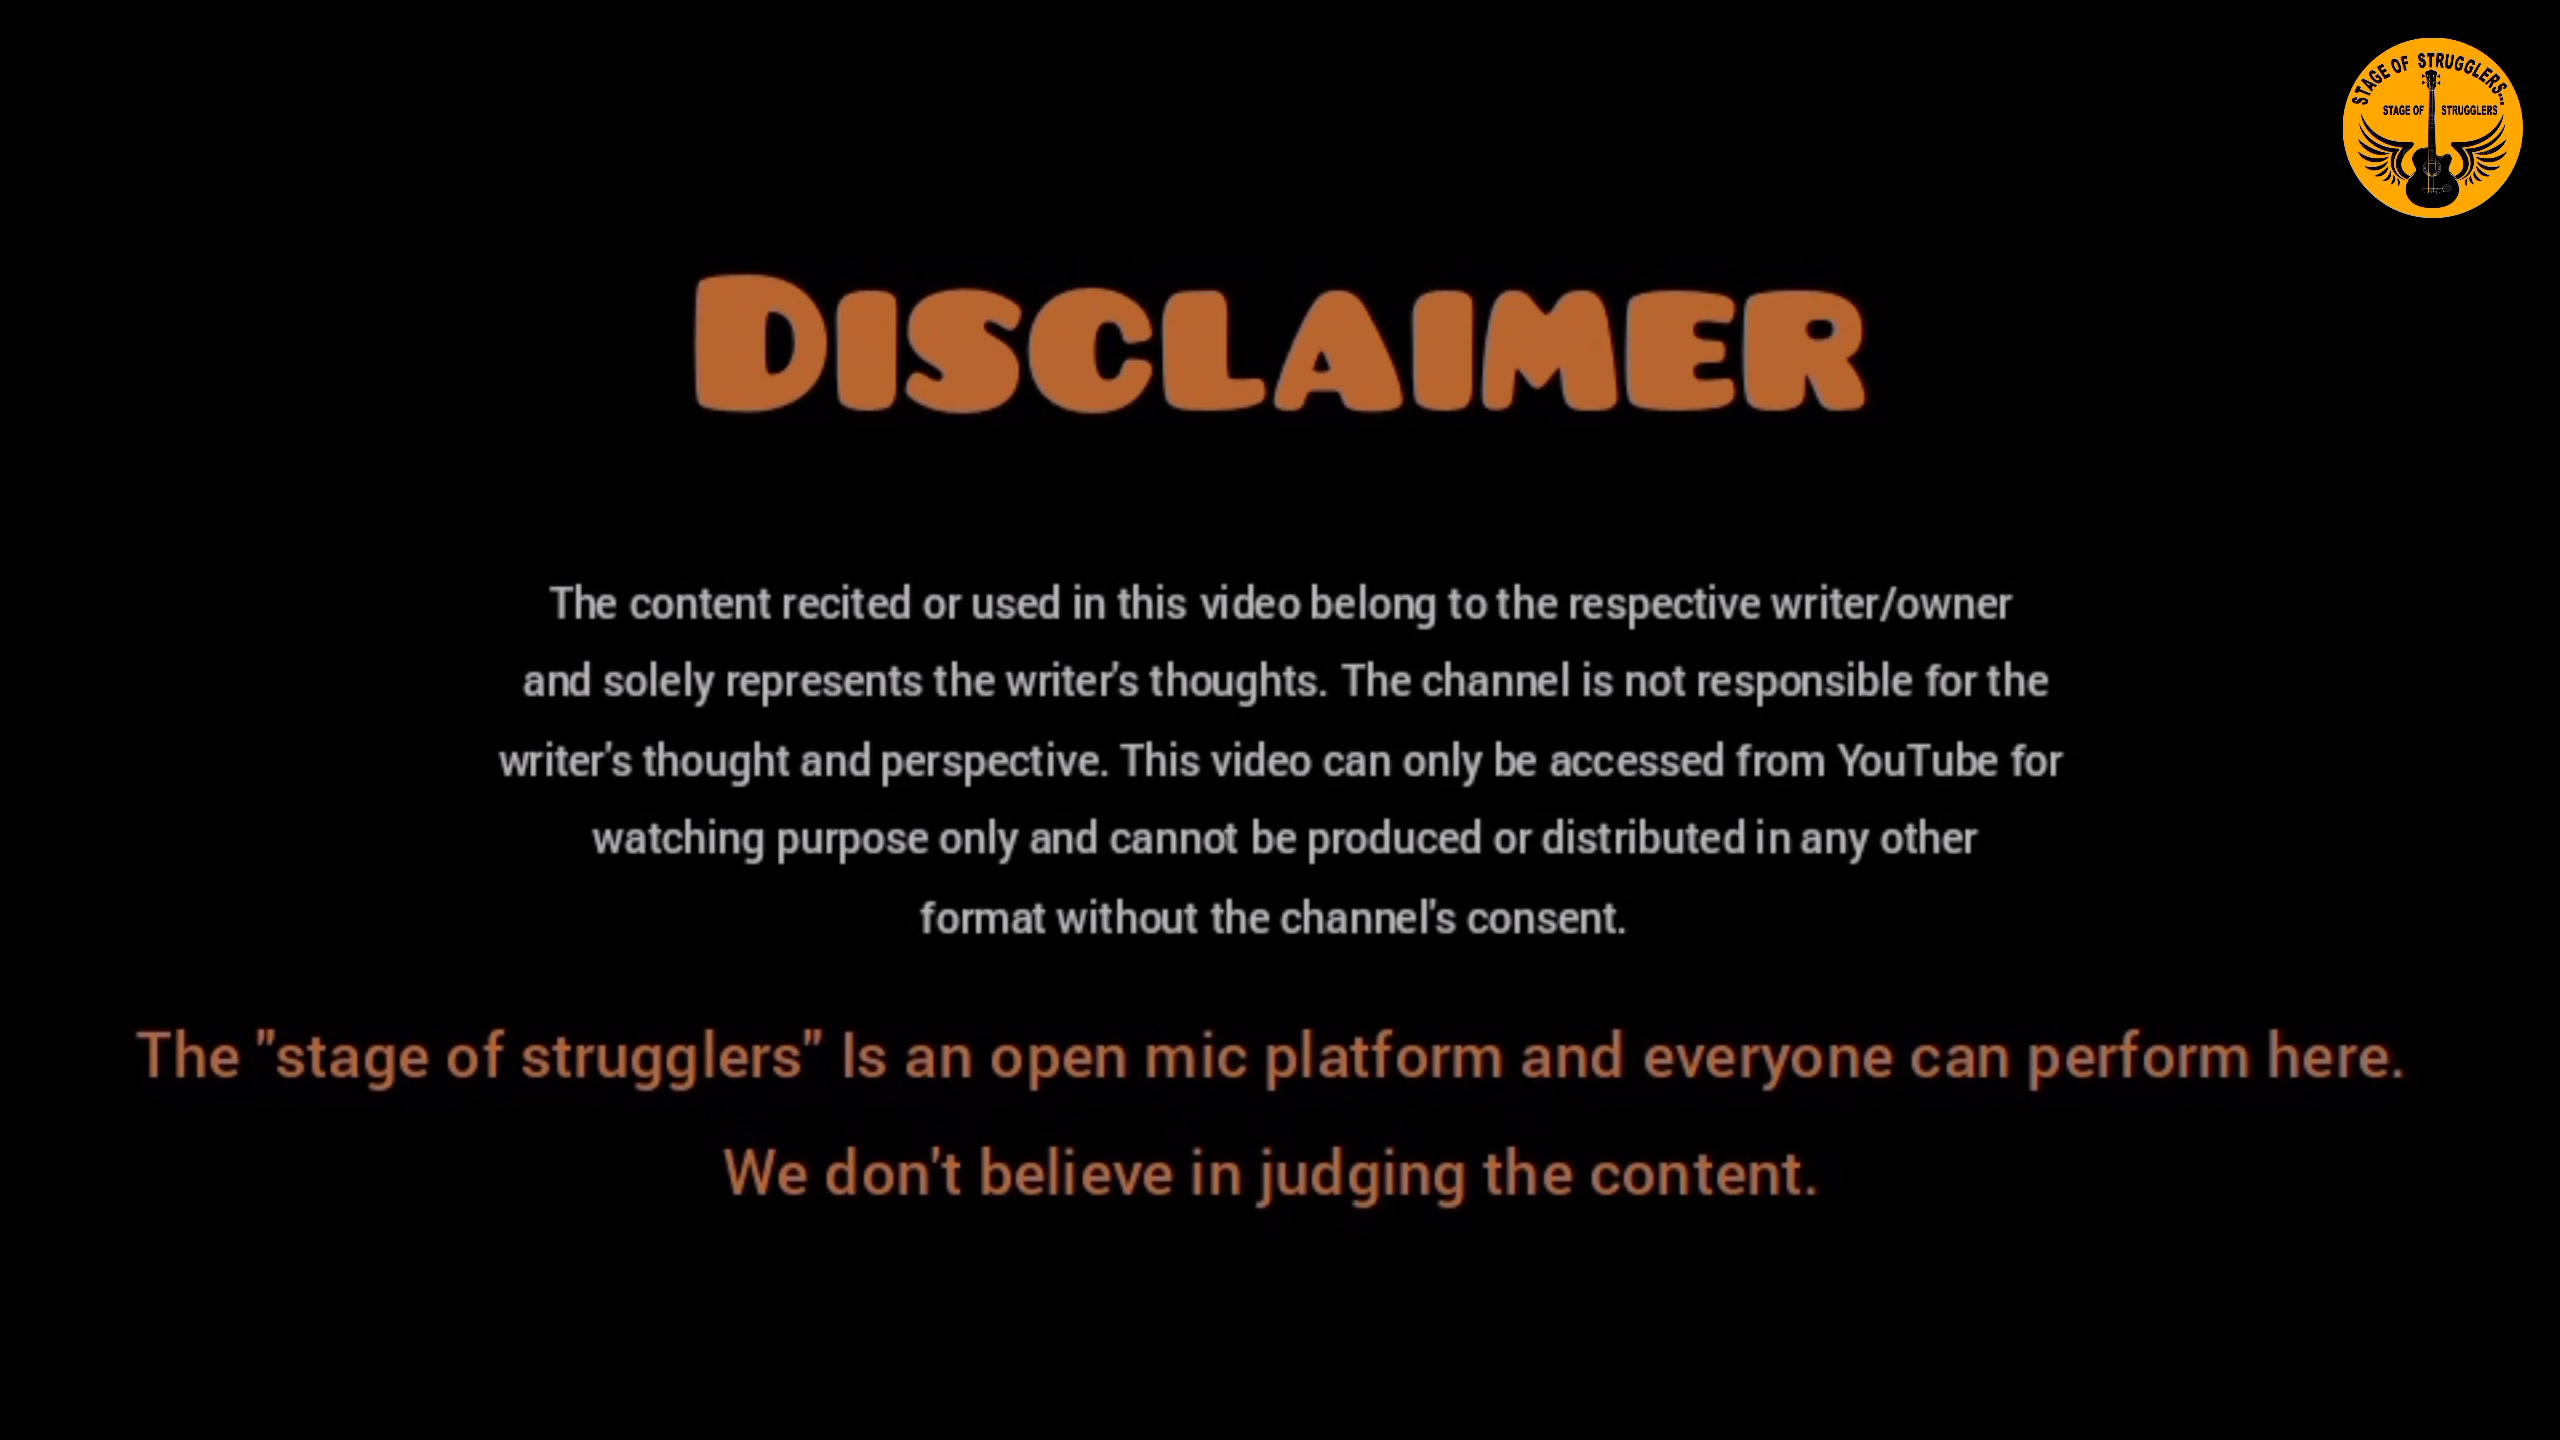 STAGE OF STRUGGLERS...
STAGE OF STRUGGLERS
DISCLAIMER
The content recited or used in this video belong to the respective writer/owner
and solely represents the writer's thoughts. The channel is not responsible for the
writer's thought and perspective. This video can only be accessed from YouTube for
watching purpose only and cannot be produced or distributed in any other
format without the channel's consent.
The "stage of strugglers" Is an open mic platform and everyone can perform here.
We don't believe in judging the content.